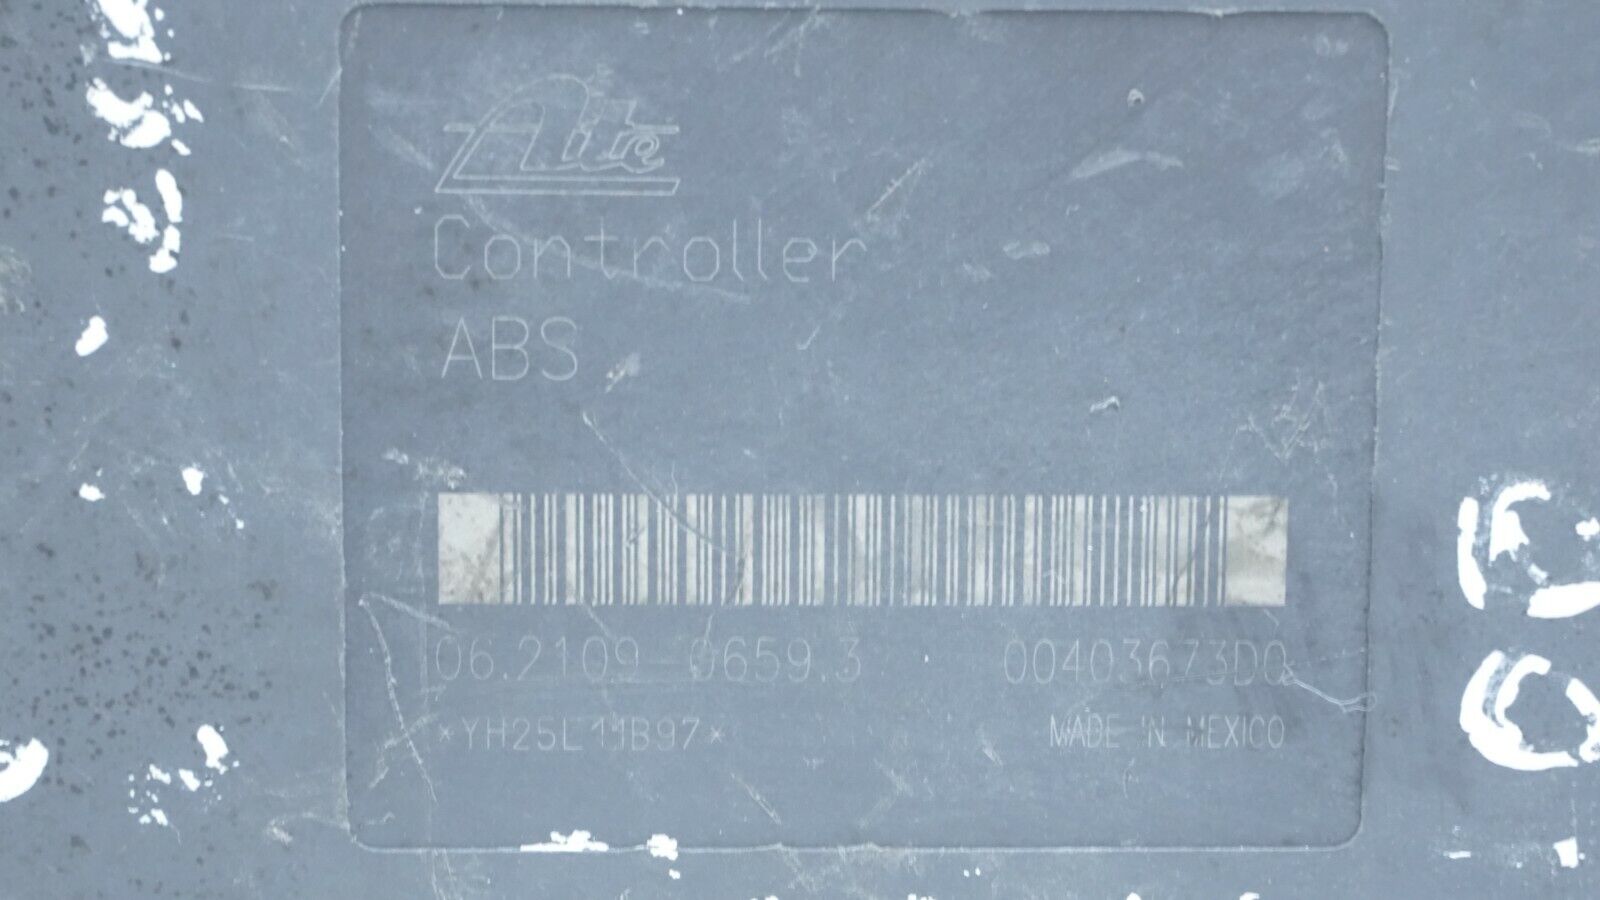 Ate
Controller
ABS
06.2109-0659.3 00403673D0
*YH25L11B97* MADE IN MEXICO